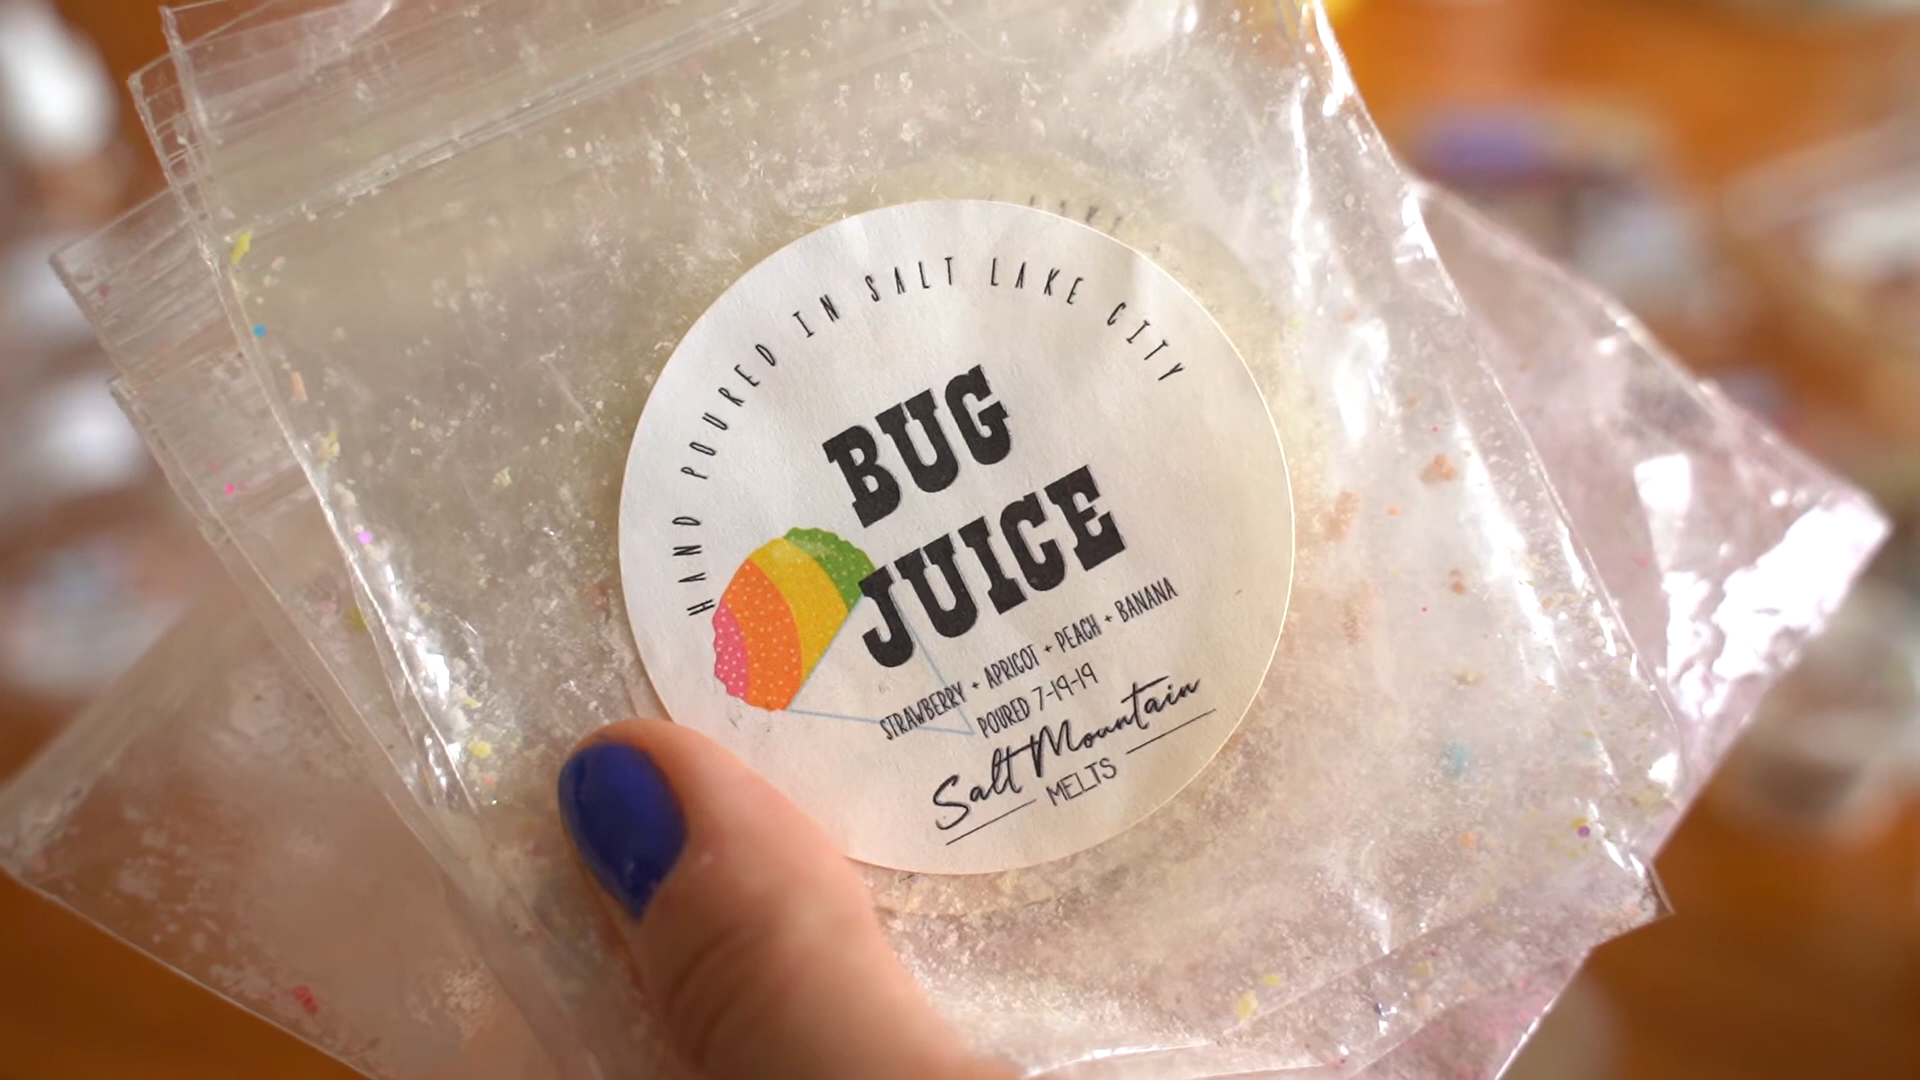 HAND POURED IN SALT LAKE CITY
BUG
JUICE
STRAWBERRY + APRICOT + PEACH + BANANA
POURED 7-19-19
Salt Mountain
MELTS